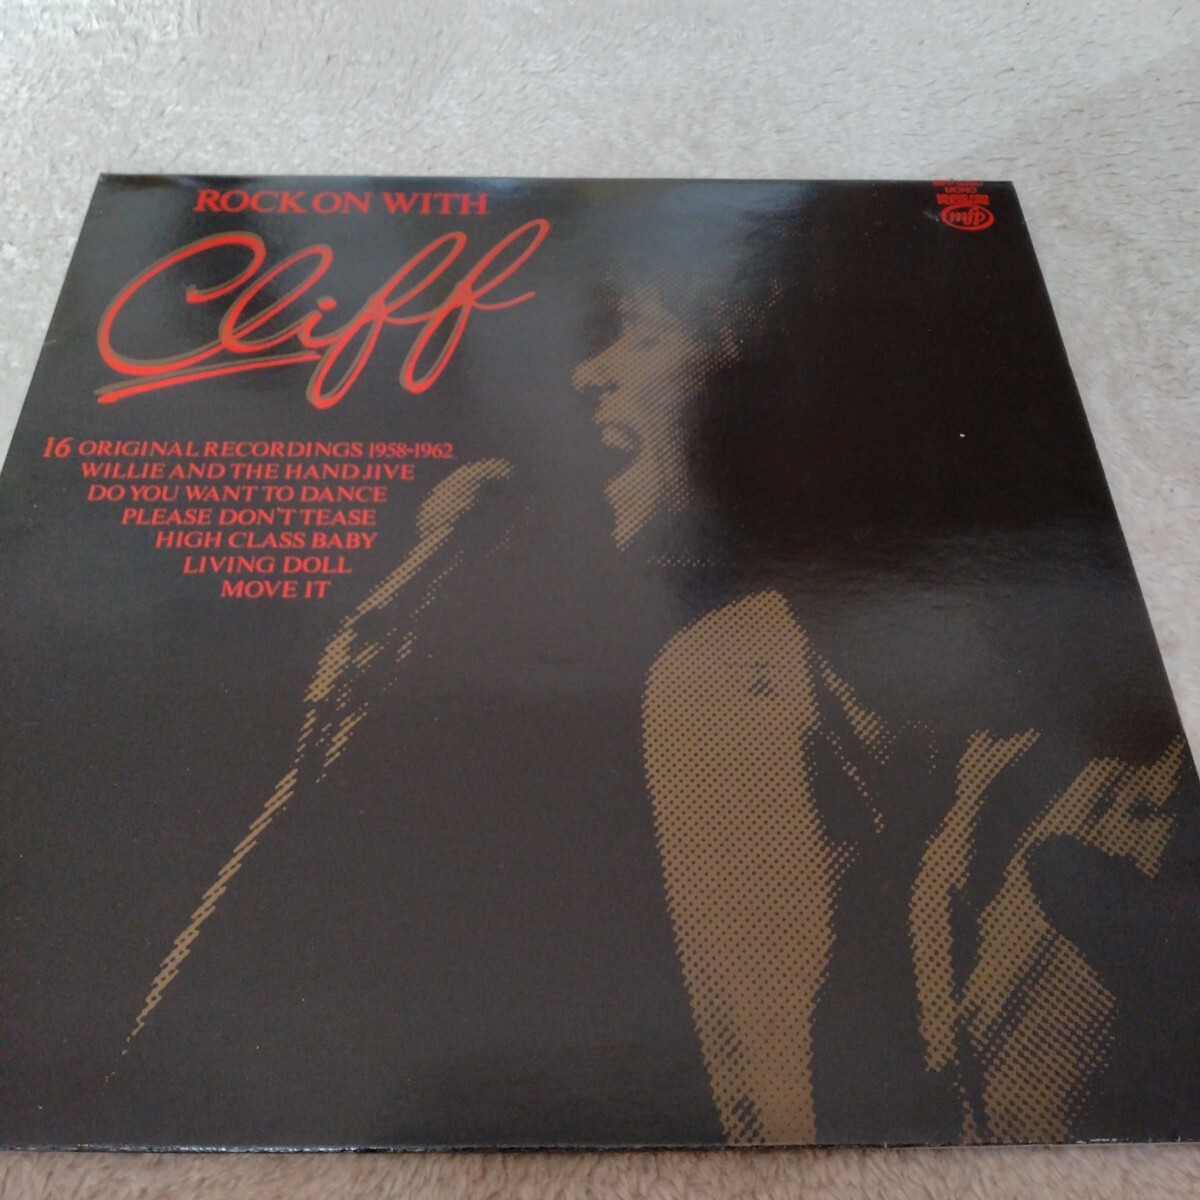 ROCK ON WITH
Cliff
16 ORIGINAL RECORDINGS 1958-1962
WILLIE AND THE HAND JIVE
DO YOU WANT TO DANCE
PLEASE DON'T TEASE
HIGH CLASS BABY
LIVING DOLL
MOVE IT
mfp
MONO